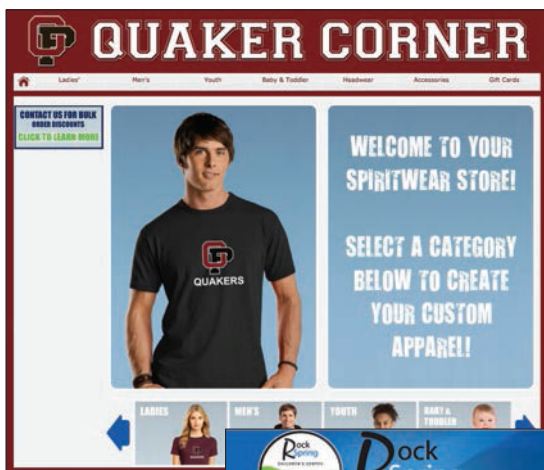 QUAKER CORNER
Ladies' Men's Youth Baby & Toddler Headwear Accessories Gift Cards
CONTACT US FOR BULK
ORDER DISCOUNTS
CLICK TO LEARN MORE
QUAKERS
WELCOME TO YOUR
SPIRITWEAR STORE!
SELECT A CATEGORY
BELOW TO CREATE
YOUR CUSTOM
APPAREL!
LADIES MEN'S YOUTH BABY &
TODDLER
Rock
Spring
CHILDREN'S CENTER
Rock